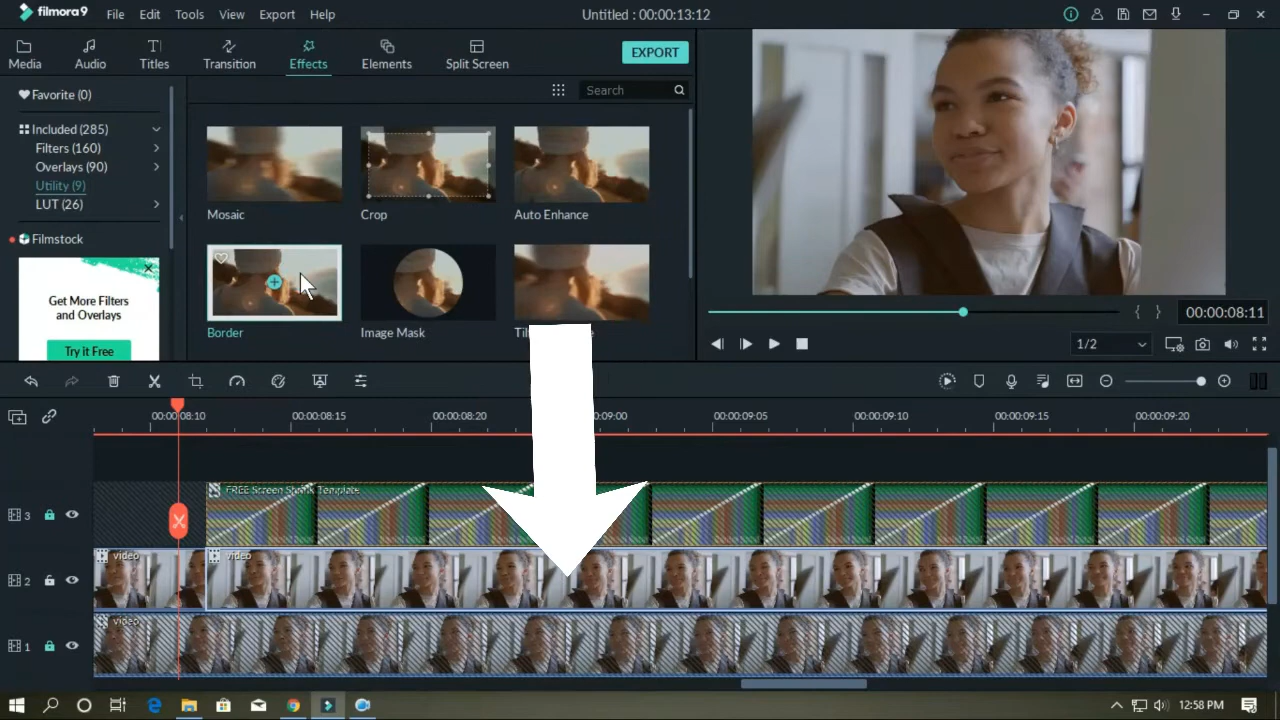 filmora9 File Edit Tools View Export Help Untitled : 00:00:13:12
Media Audio Titles Transition Effects Elements Split Screen EXPORT
Favorite (0)
Search
Included (285)
Filters (160)
Overlays (90)
Utility (9)
LUT (26)
Filmstock
Get More Filters
and Overlays
Try it Free
Mosaic Crop Auto Enhance
Border Image Mask
00:00:08:11
1/2
00:00:08:10 00:00:08:15 00:00:08:20 0:09:00 00:00:09:05 00:00:09:10 00:00:09:15 00:00:09:20
FREE Screen Shrink Template
3
video video
2
video
1
12:58 PM